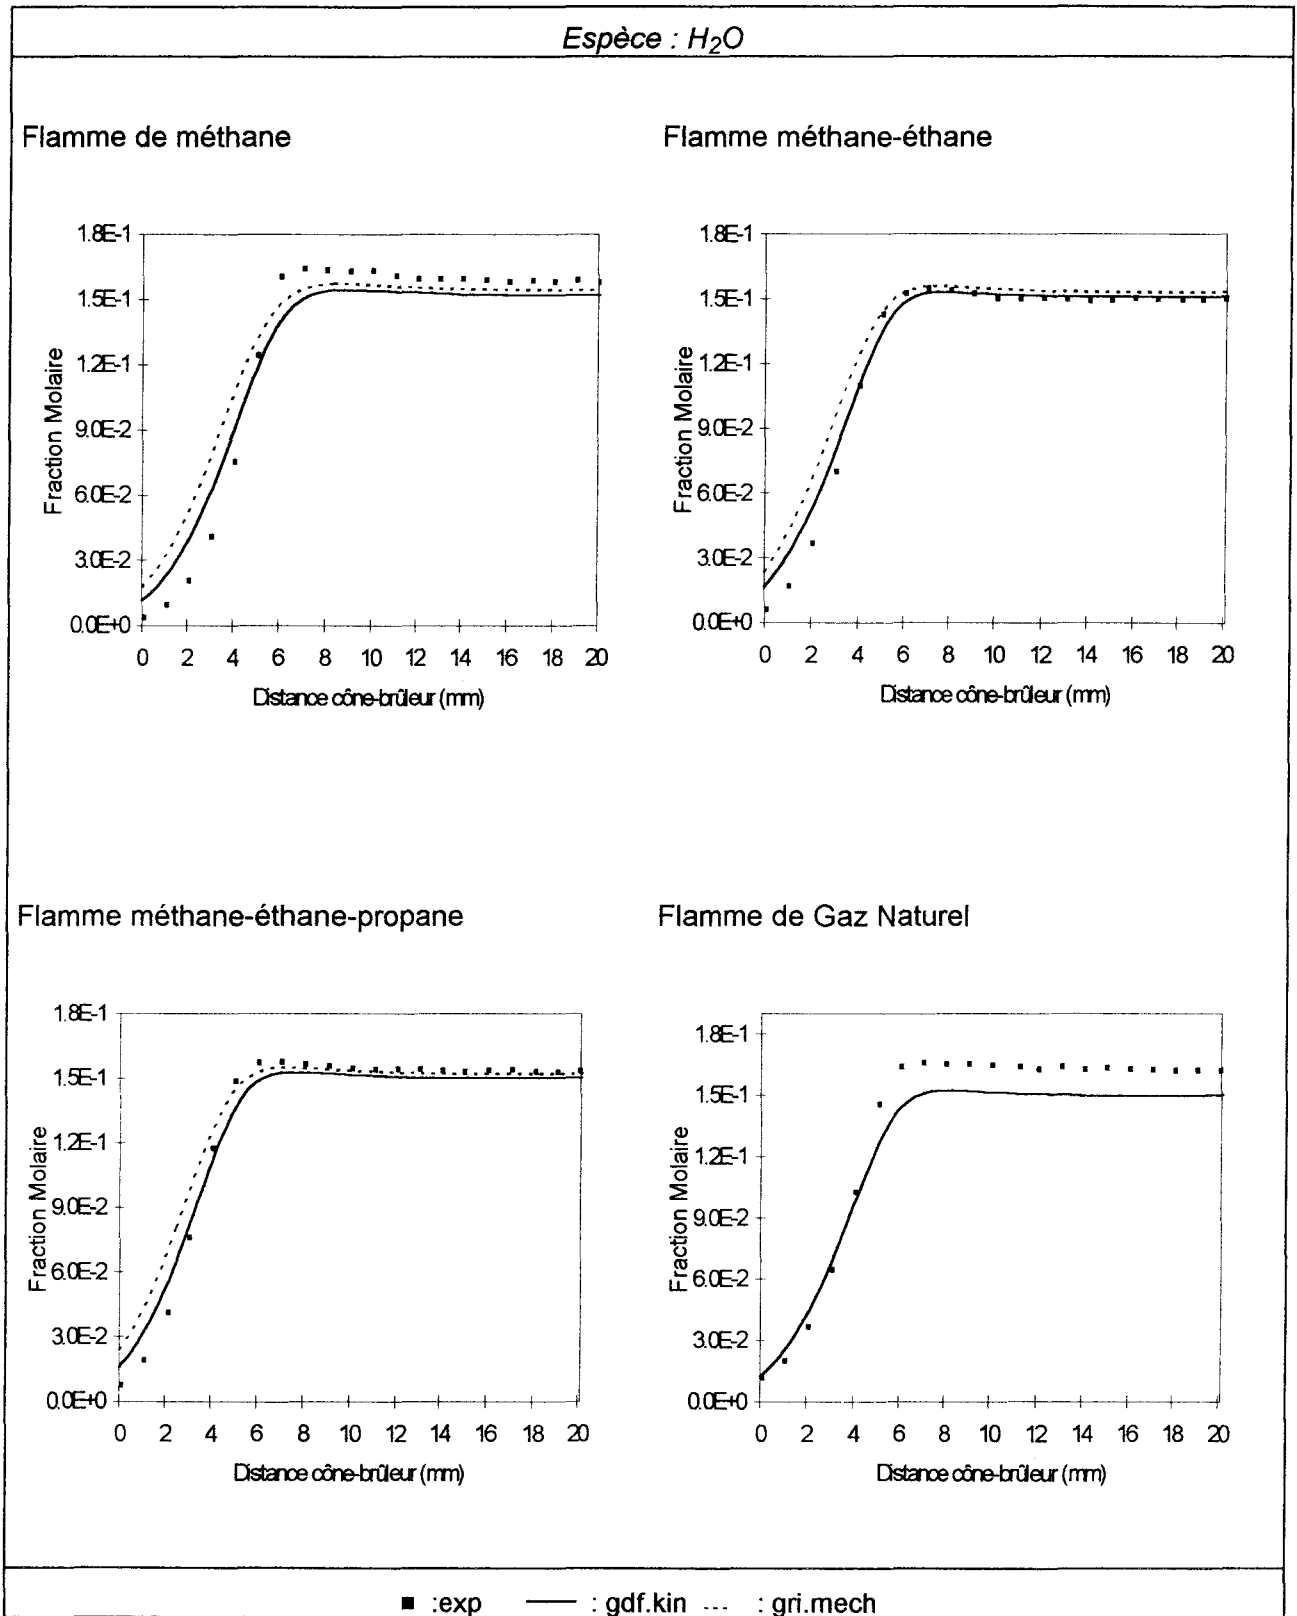 Espèce : H2O
Flamme de méthane
Flamme méthane-éthane
1.8E-1
1.5E-1
1.2E-1
9.0E-2
6.0E-2
3.0E-2
0.0E+0
Fraction Molaire
0 2 4 6 8 10 12 14 16 18 20
Distance cône-brûleur (mm)
1.8E-1
1.5E-1
1.2E-1
9.0E-2
6.0E-2
3.0E-2
0.0E+0
Fraction Molaire
0 2 4 6 8 10 12 14 16 18 20
Distance cône-brûleur (mm)
Flamme méthane-éthane-propane
Flamme de Gaz Naturel
1.8E-1
1.5E-1
1.2E-1
9.0E-2
6.0E-2
3.0E-2
0.0E+0
Fraction Molaire
0 2 4 6 8 10 12 14 16 18 20
Distance cône-brûleur (mm)
1.8E-1
1.5E-1
1.2E-1
9.0E-2
6.0E-2
3.0E-2
0.0E+0
Fraction Molaire
0 2 4 6 8 10 12 14 16 18 20
Distance cône-brûleur (mm)
:exp : gdf.kin : gri.mech